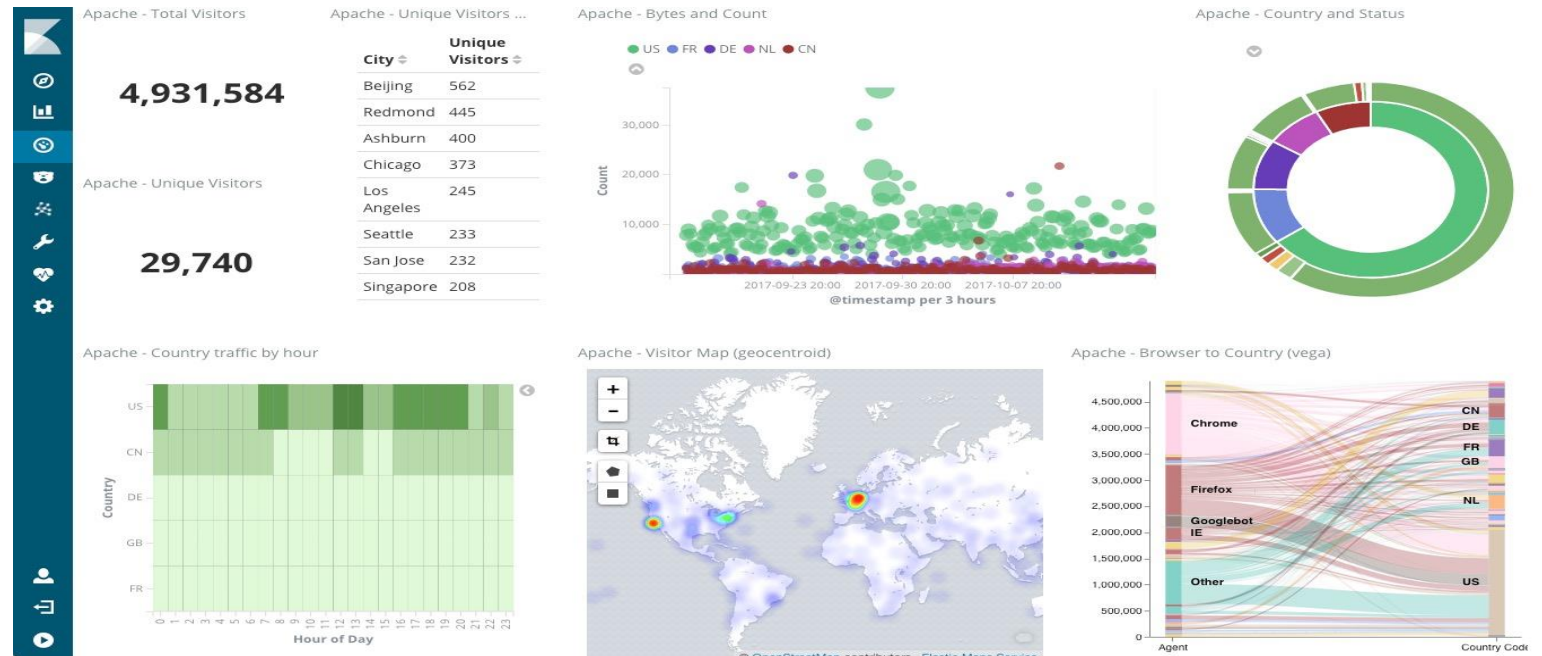 Apache - Total Visitors
4,931,584
Apache - Unique Visitors
29,740
Apache - Unique Visitors ...
City Unique Visitors
Beijing 562
Redmond 445
Ashburn 400
Chicago 373
Los Angeles 245
Seattle 233
San Jose 232
Singapore 208
Apache - Bytes and Count
US FR DE NL CN
Count
30,000
20,000
10,000
2017-09-23 20:00 2017-09-30 20:00 2017-10-07 20:00
@timestamp per 3 hours
Apache - Country and Status
Apache - Country traffic by hour
Country
US
CN
DE
GB
FR
0 1 2 3 4 5 6 7 8 9 10 11 12 13 14 15 16 17 18 19 20 21 22 23
Hour of Day
Apache - Visitor Map (geocentroid)
+
−
© OpenStreetMap contributors , Elastic Maps Service
Apache - Browser to Country (vega)
4,500,000
4,000,000
3,500,000
3,000,000
2,500,000
2,000,000
1,500,000
1,000,000
500,000
0
Chrome
Firefox
Googlebot
IE
Other
CN
DE
FR
GB
NL
US
Agent
Country Code